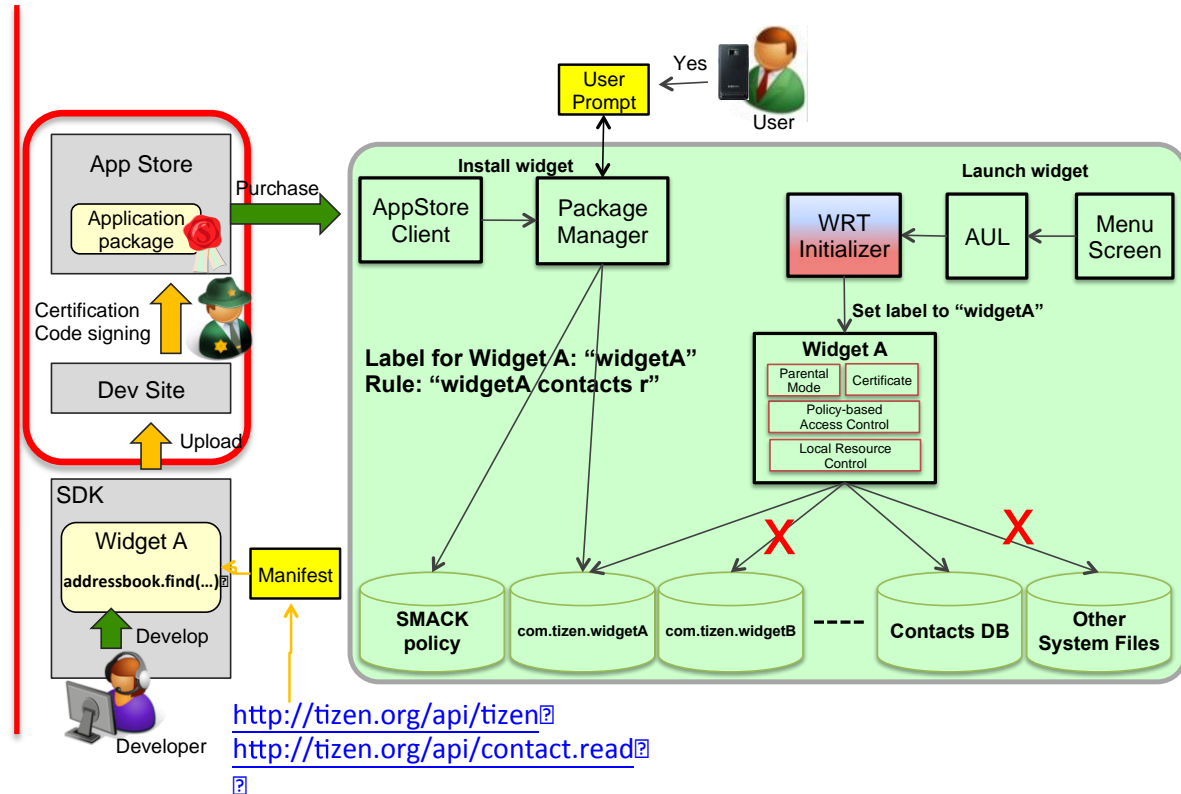 Yes
User
Prompt
User
App Store
Application
package
Purchase
Install widget
AppStore
Client
Package
Manager
Launch widget
WRT
Initializer
AUL
Menu
Screen
Certification
Code signing
Set label to “widgetA”
Label for Widget A: “widgetA”
Rule: “widgetA contacts r”
Widget A
Parental
Mode
Certificate
Policy-based
Access Control
Local Resource
Control
Dev Site
Upload
SDK
Widget A
addressbook.find(...)
Manifest
Develop
Developer
X
X
SMACK
policy
com.tizen.widgetA
com.tizen.widgetB
----
Contacts DB
Other
System Files
http://tizen.org/api/tizen
http://tizen.org/api/contact.read